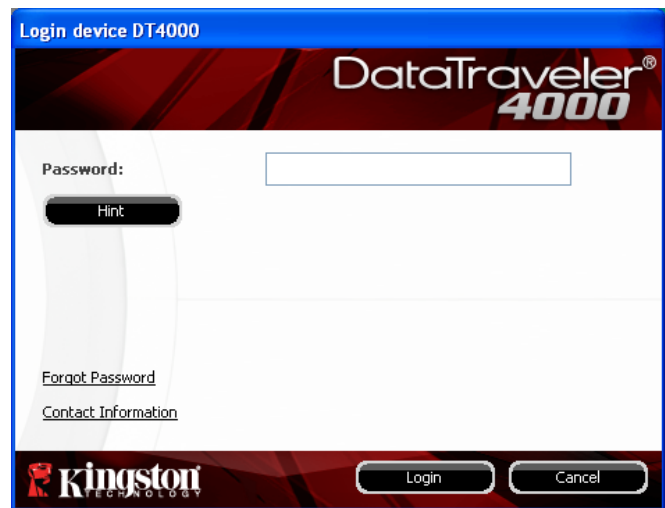 Login device DT4000
DataTraveler®
4000
Password:
Hint
Forgot Password
Contact Information
Kingston
TECHNOLOGY
Login
Cancel